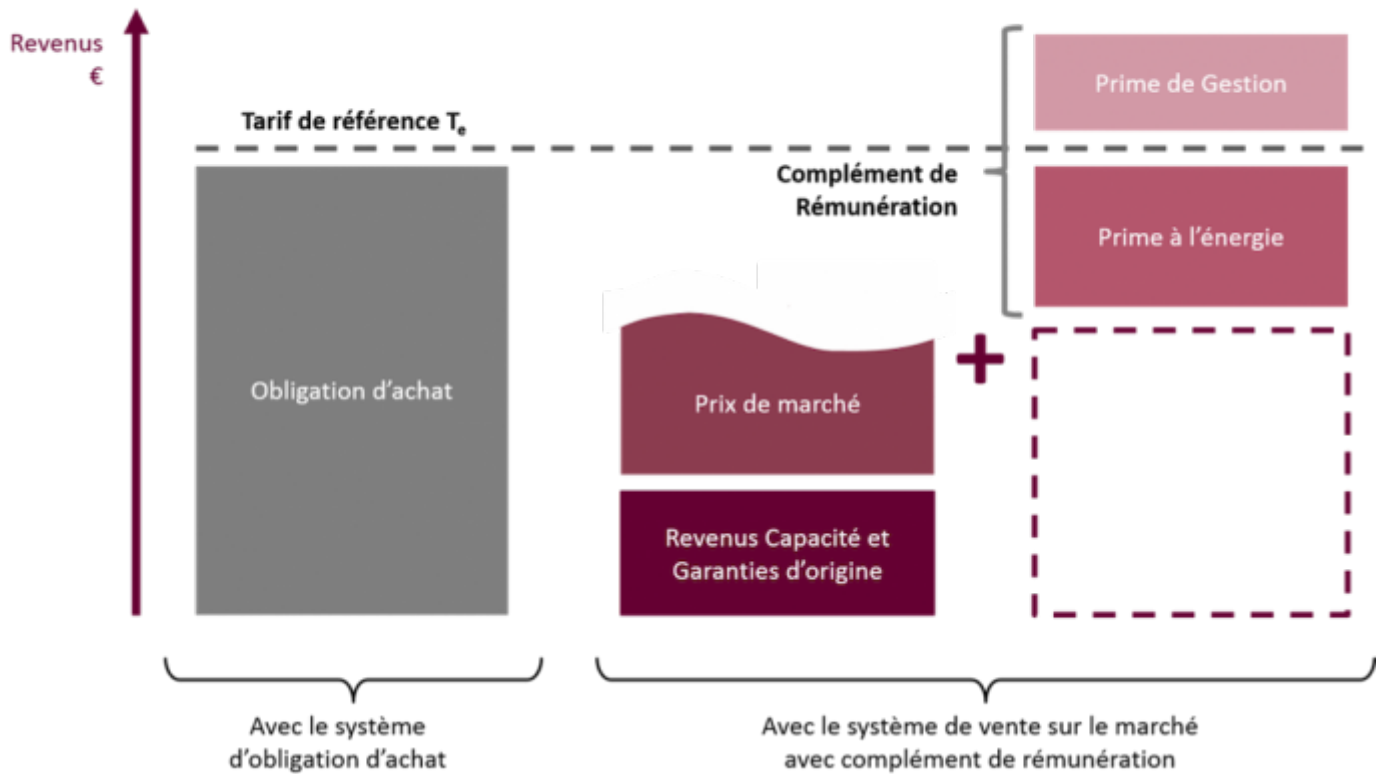 Revenus
€
Tarif de référence Te
Prime de Gestion
Complément de
Rémunération
Prime à l'énergie
Obligation d'achat
Prix de marché
+
Revenus Capacité et
Garanties d'origine
Avec le système
d'obligation d'achat
Avec le système de vente sur le marché
avec complément de rémunération